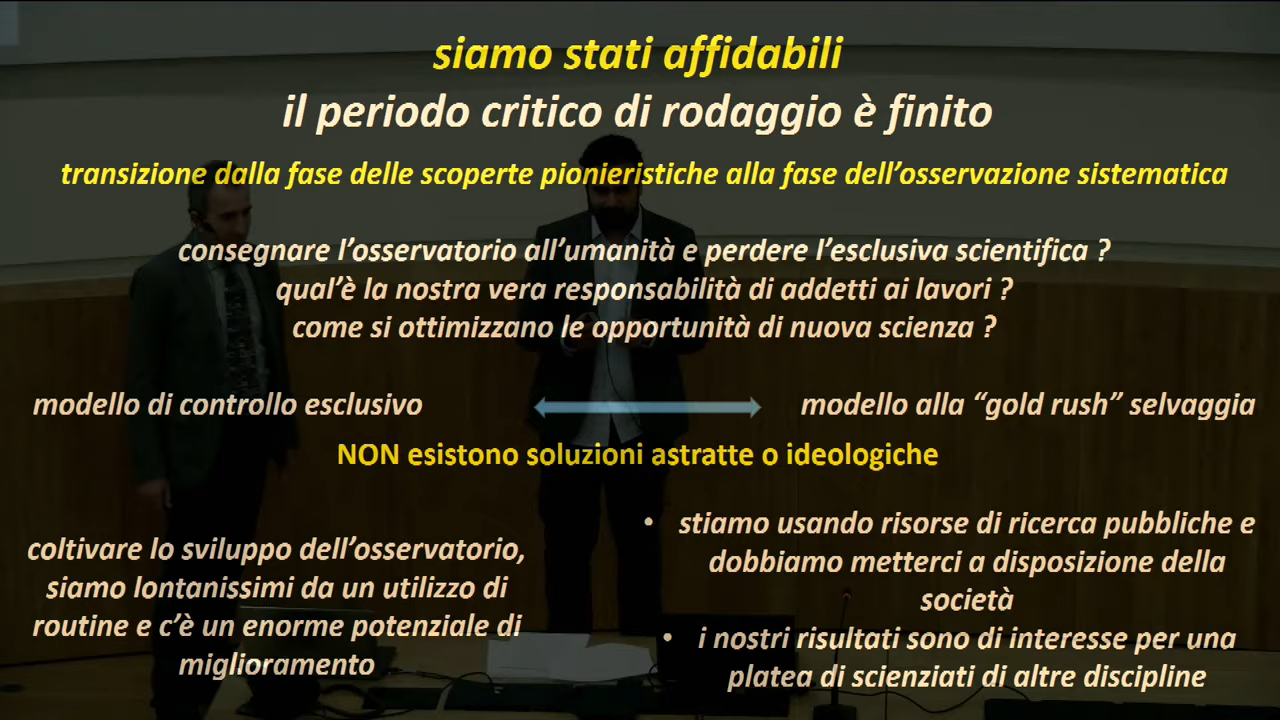 siamo stati affidabili
il periodo critico di rodaggio è finito
transizione dalla fase delle scoperte pionieristiche alla fase dell’osservazione sistematica
consegnare l’osservatorio all’umanità e perdere l’esclusiva scientifica ?
qual’è la nostra vera responsabilità di addetti ai lavori ?
come si ottimizzano le opportunità di nuova scienza ?
modello di controllo esclusivo
modello alla “gold rush” selvaggia
NON esistono soluzioni astratte o ideologiche
coltivare lo sviluppo dell’osservatorio,
siamo lontanissimi da un utilizzo di
routine e c’è un enorme potenziale di
miglioramento
• stiamo usando risorse di ricerca pubbliche e
dobbiamo metterci a disposizione della
società
• i nostri risultati sono di interesse per una
platea di scienziati di altre discipline